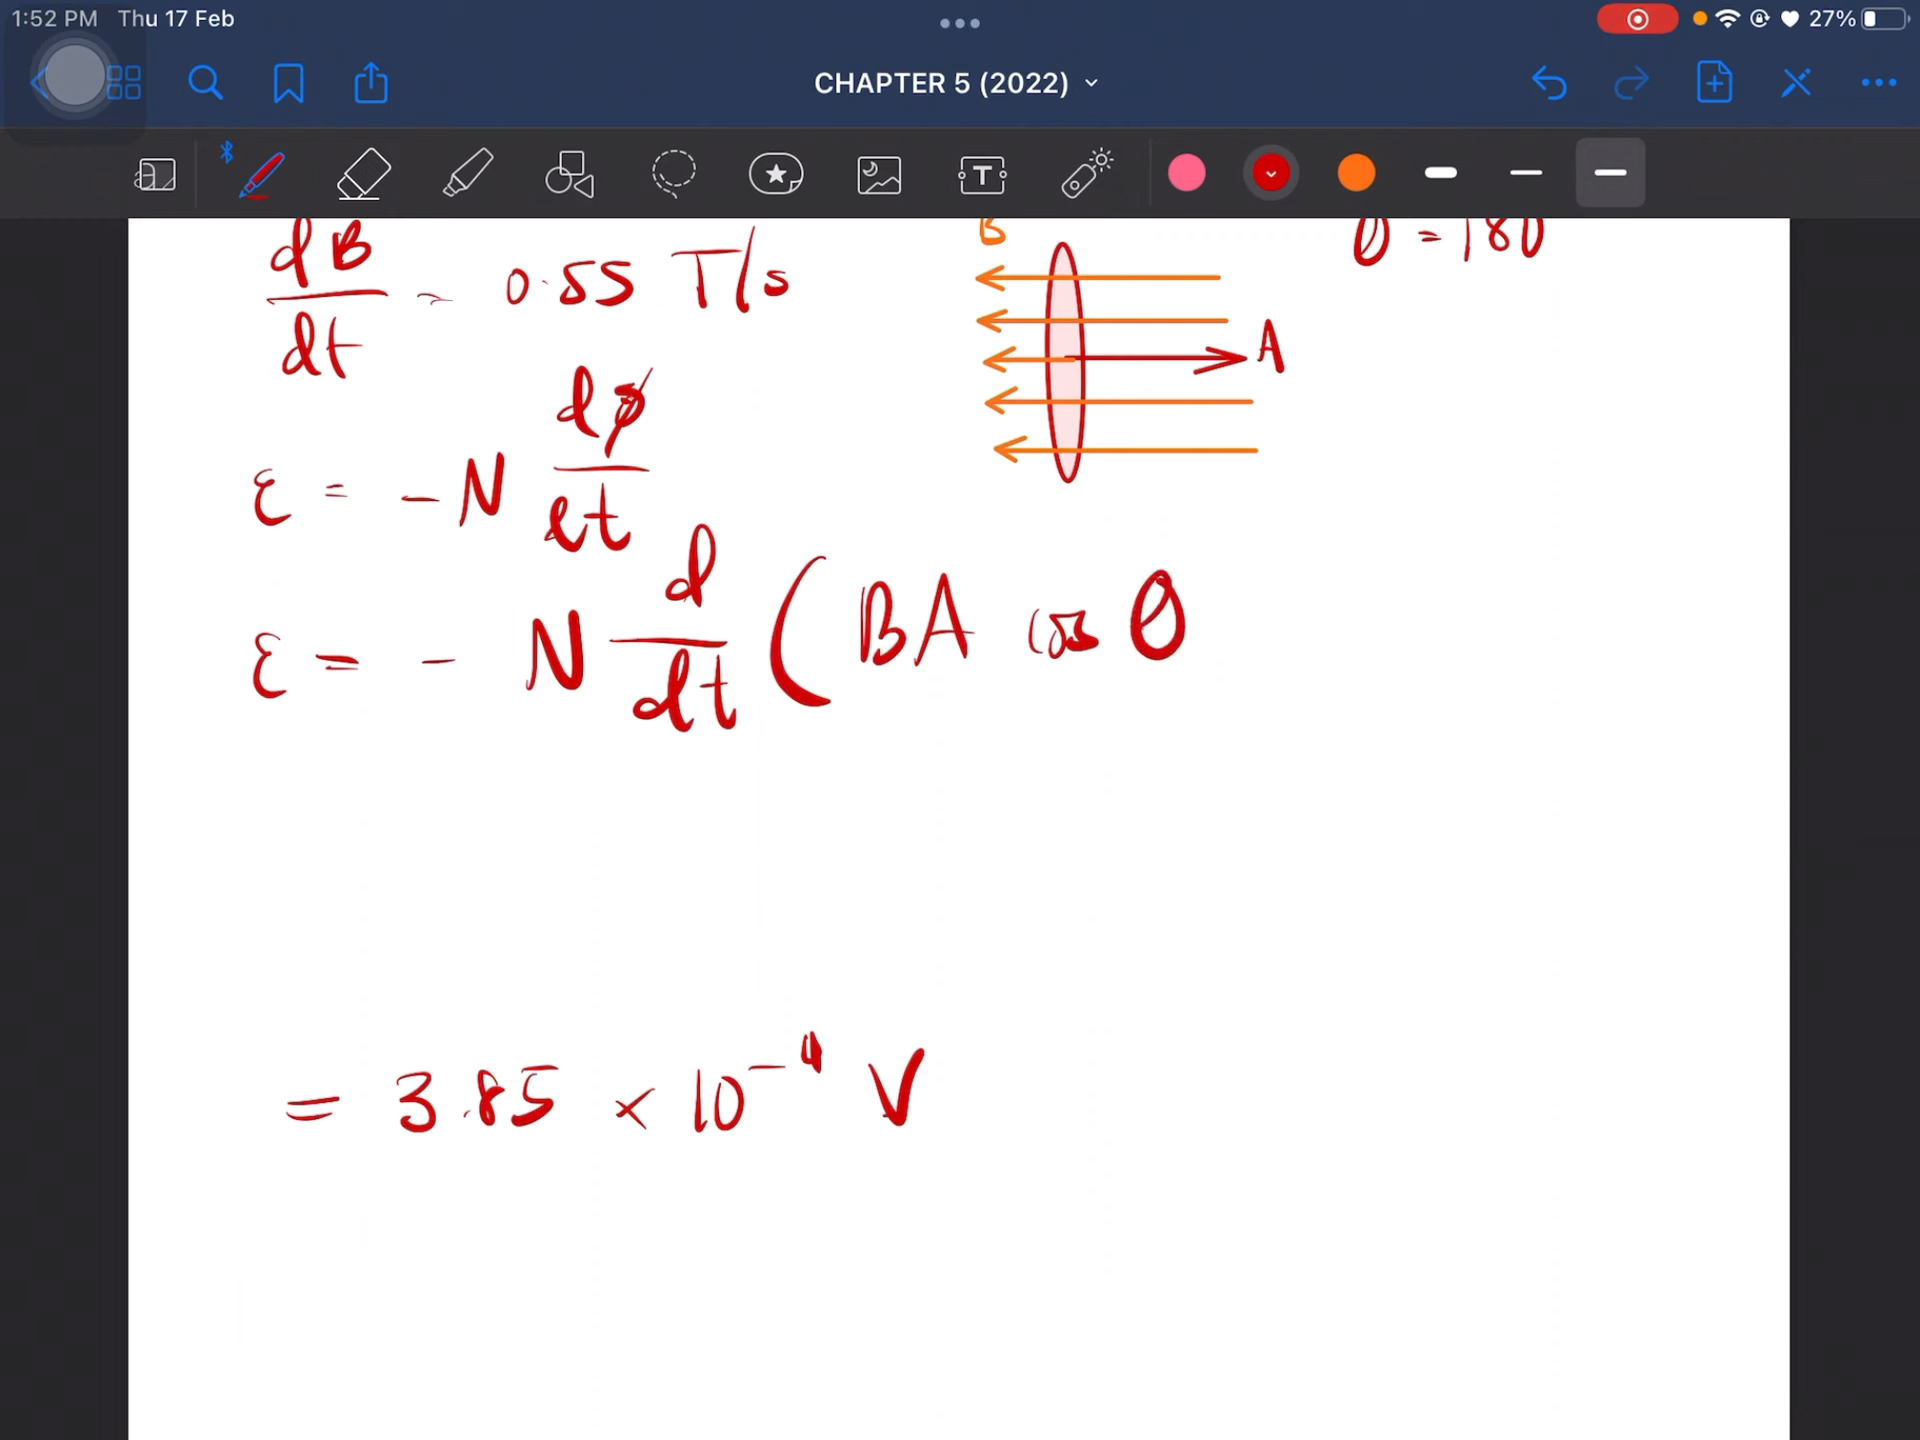 1:52 PM Thu 17 Feb
27%
CHAPTER 5 (2022)
dB/dt = 0.55 T/s
B
θ = 180
A
ε = -N dφ/dt
ε = - N d/dt ( BA cos θ
= 3.85 × 10⁻⁴ V